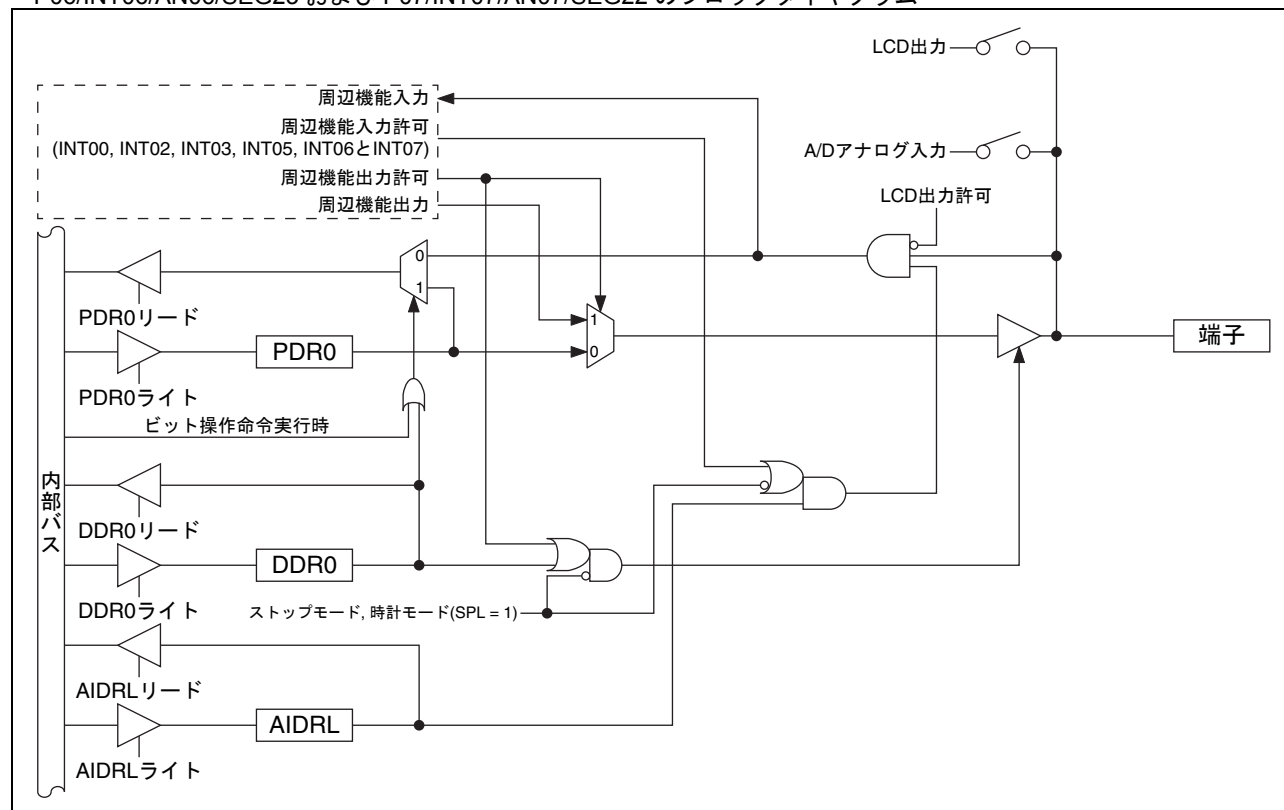 LCD出力
周辺機能入力
周辺機能入力許可
(INT00, INT02, INT03, INT05, INT06とINT07)
A/Dアナログ入力
周辺機能出力許可
周辺機能出力
LCD出力許可
0
1
PDR0リード
1
0
PDR0
端子
PDR0ライト
ビット操作命令実行時
内部バス
DDR0リード
DDR0
DDR0ライト
ストップモード, 時計モード(SPL = 1)
AIDRLリード
AIDRL
AIDRLライト